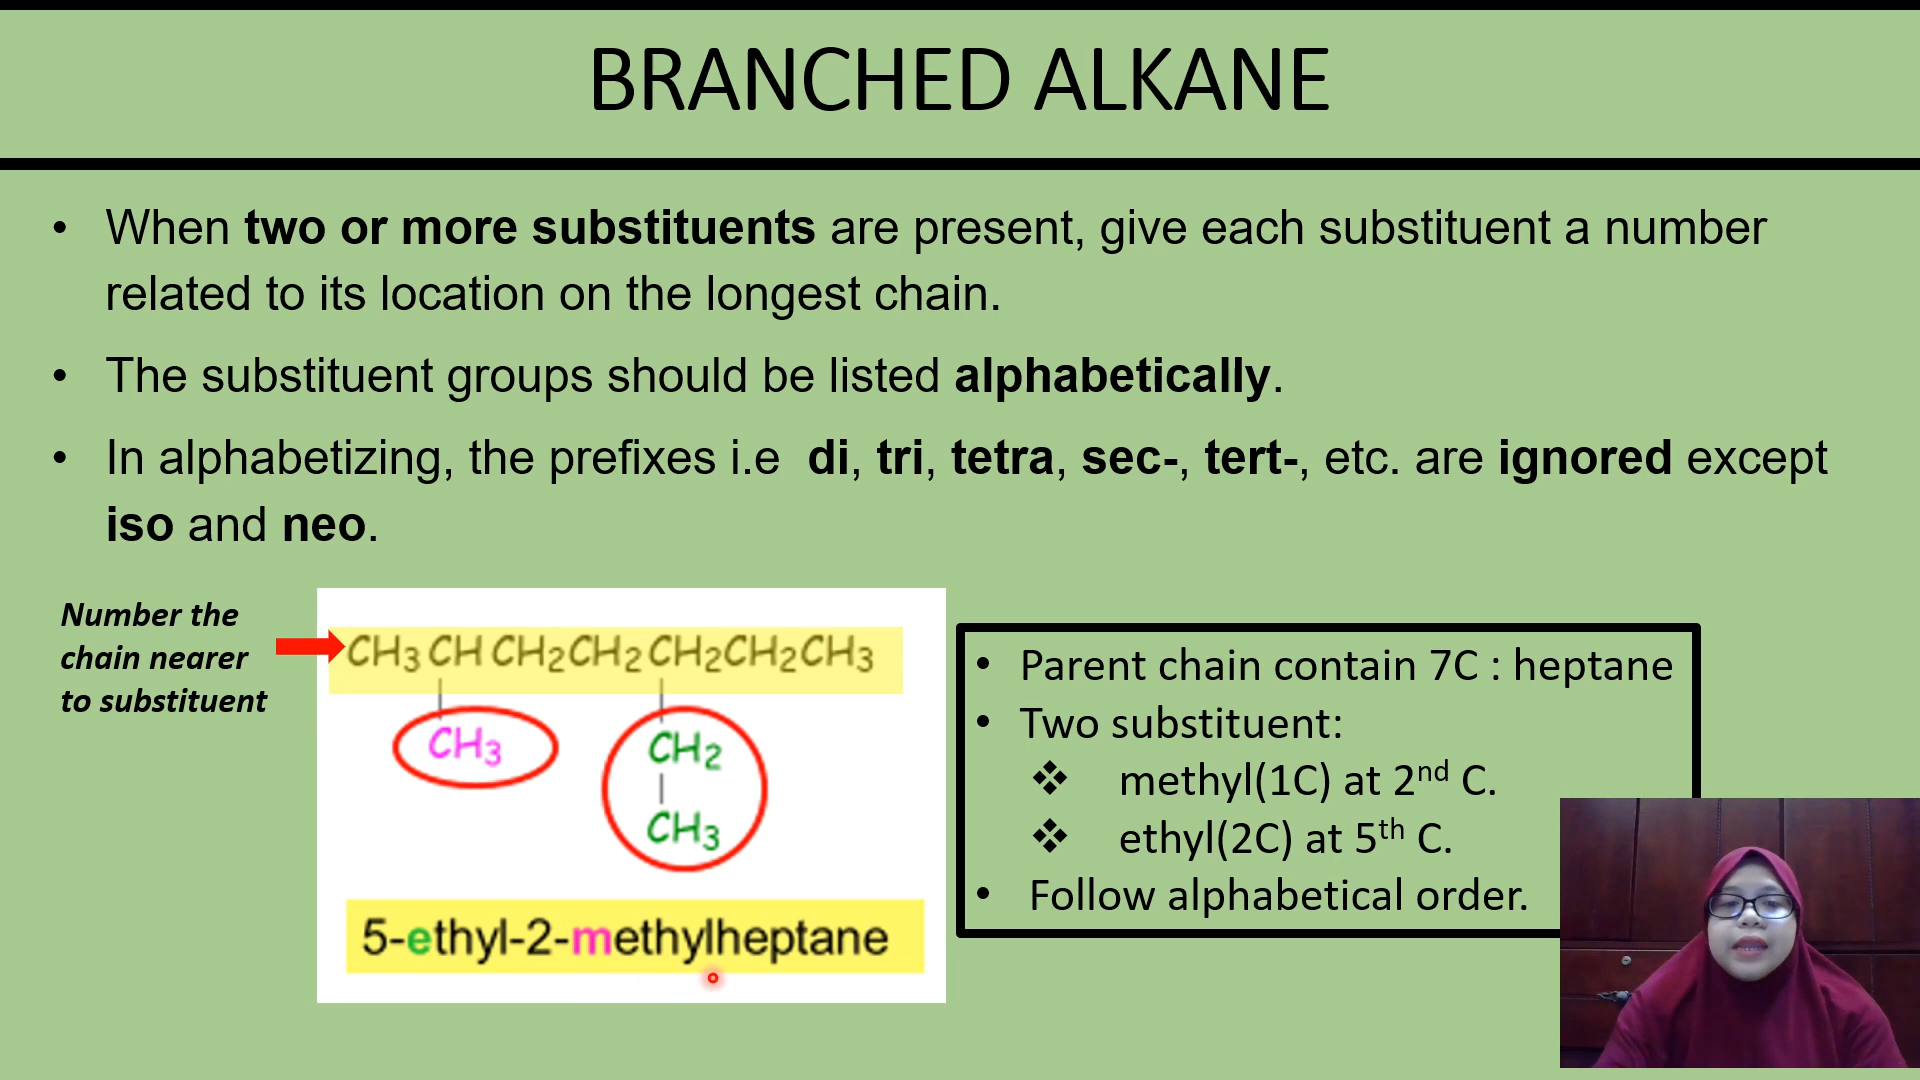 BRANCHED ALKANE
• When two or more substituents are present, give each substituent a number
related to its location on the longest chain.
• The substituent groups should be listed alphabetically.
• In alphabetizing, the prefixes i.e di, tri, tetra, sec-, tert-, etc. are ignored except
iso and neo.
Number the
chain nearer
to substituent
CH3 CH CH2CH2 CH2CH2CH3
CH3
CH2
CH3
5-ethyl-2-methylheptane
• Parent chain contain 7C : heptane
• Two substituent:
❖ methyl(1C) at 2nd C.
❖ ethyl(2C) at 5th C.
• Follow alphabetical order.